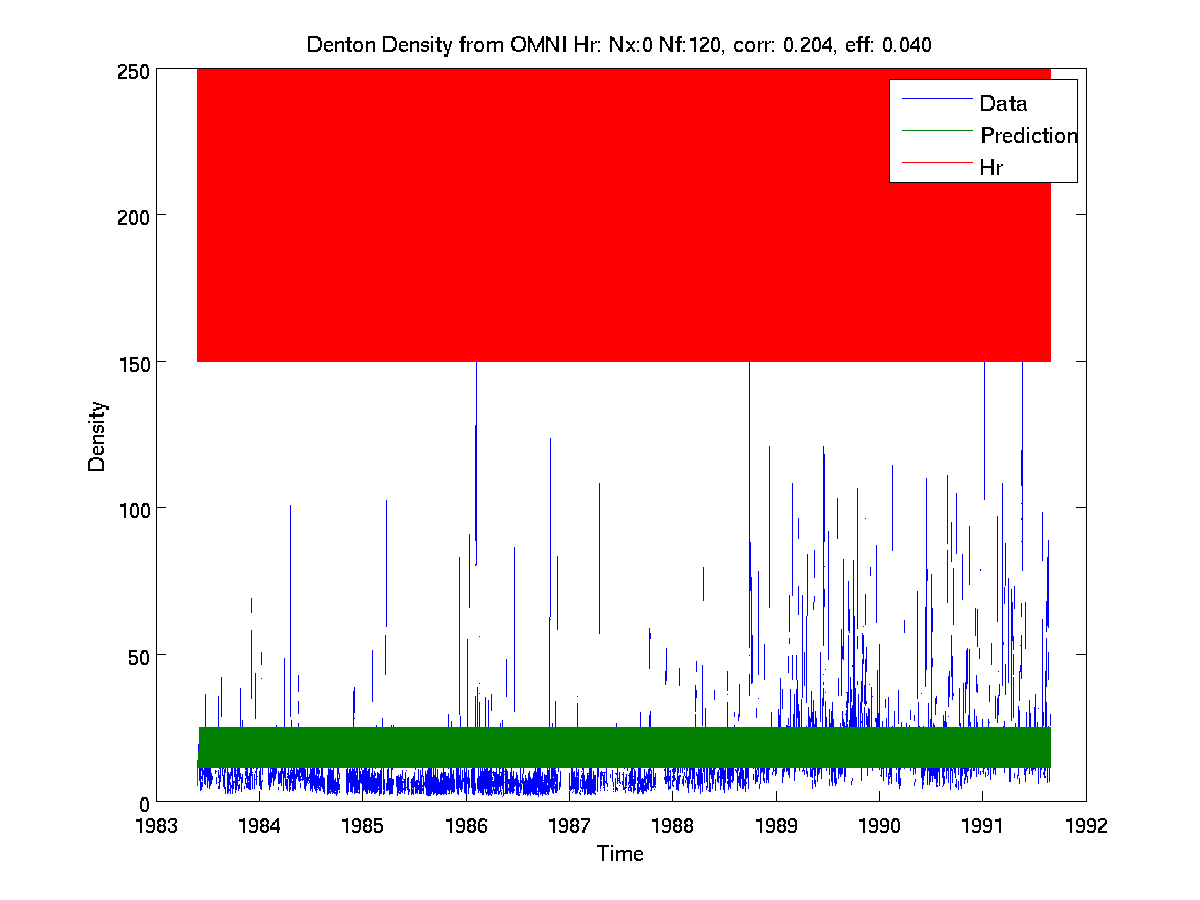 Denton Density from OMNI Hr: Nx:0 Nf:120, corr: 0.204, eff: 0.040
250
200
150
100
50
0
Density
Data
Prediction
Hr
1983 1984 1985 1986 1987 1988 1989 1990 1991 1992
Time